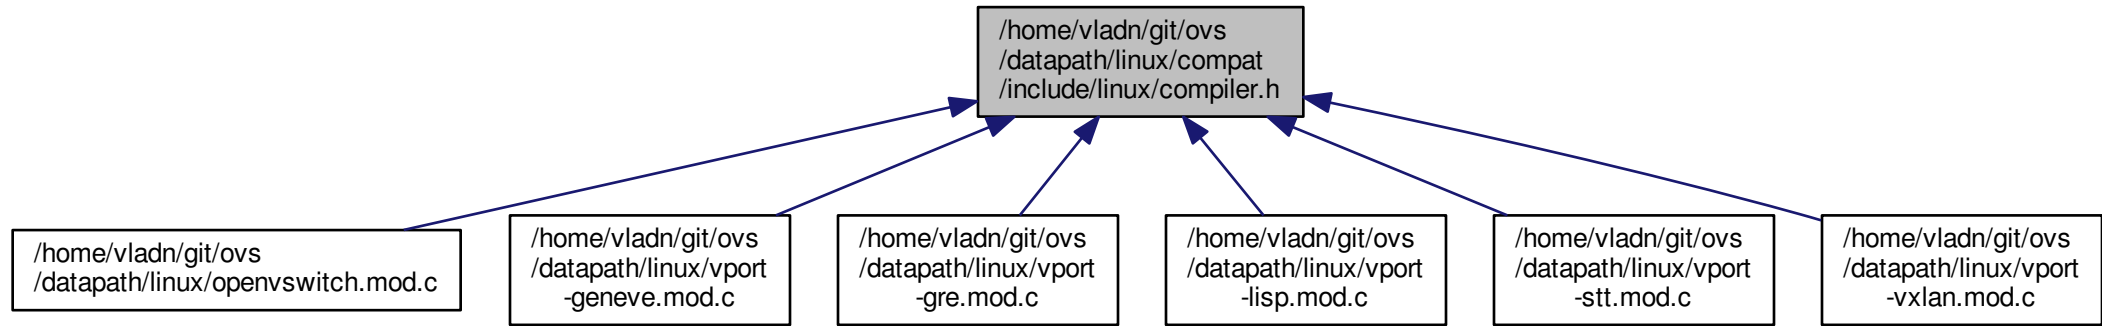 /home/vladn/git/ovs
/datapath/linux/compat
/include/linux/compiler.h
/home/vladn/git/ovs
/datapath/linux/openvswitch.mod.c
/home/vladn/git/ovs
/datapath/linux/vport
-geneve.mod.c
/home/vladn/git/ovs
/datapath/linux/vport
-gre.mod.c
/home/vladn/git/ovs
/datapath/linux/vport
-lisp.mod.c
/home/vladn/git/ovs
/datapath/linux/vport
-stt.mod.c
/home/vladn/git/ovs
/datapath/linux/vport
-vxlan.mod.c